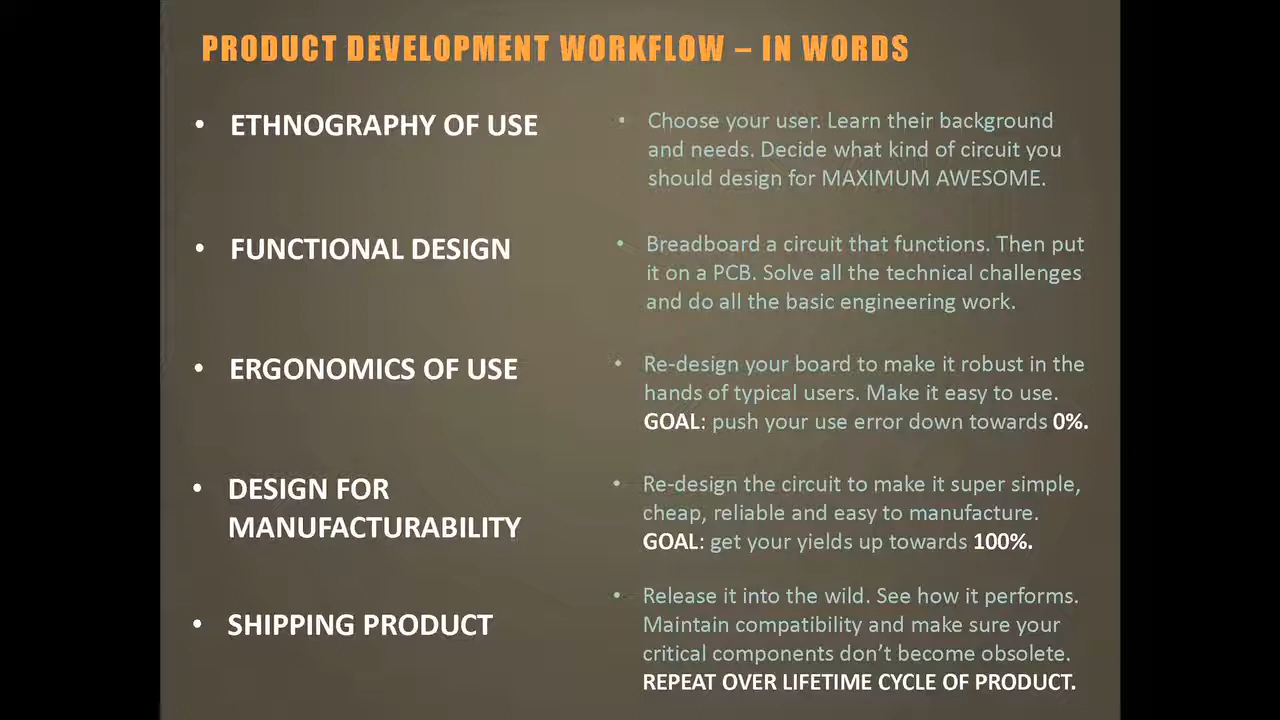 PRODUCT DEVELOPMENT WORKFLOW – IN WORDS
• ETHNOGRAPHY OF USE
• Choose your user. Learn their background
and needs. Decide what kind of circuit you
should design for MAXIMUM AWESOME.
• FUNCTIONAL DESIGN
• Breadboard a circuit that functions. Then put
it on a PCB. Solve all the technical challenges
and do all the basic engineering work.
• ERGONOMICS OF USE
• Re-design your board to make it robust in the
hands of typical users. Make it easy to use.
GOAL: push your use error down towards 0%.
• DESIGN FOR
MANUFACTURABILITY
• Re-design the circuit to make it super simple,
cheap, reliable and easy to manufacture.
GOAL: get your yields up towards 100%.
• SHIPPING PRODUCT
• Release it into the wild. See how it performs.
Maintain compatibility and make sure your
critical components don’t become obsolete.
REPEAT OVER LIFETIME CYCLE OF PRODUCT.